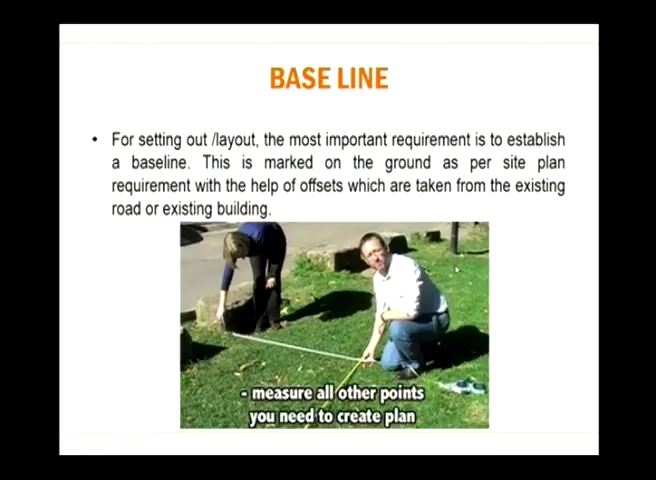 BASE LINE
• For setting out /layout, the most important requirement is to establish
a baseline. This is marked on the ground as per site plan
requirement with the help of offsets which are taken from the existing
road or existing building.
- measure all other points
you need to create plan